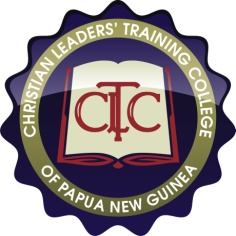 CHRISTIAN LEADERS' TRAINING COLLEGE
CLTC
OF PAPUA NEW GUINEA